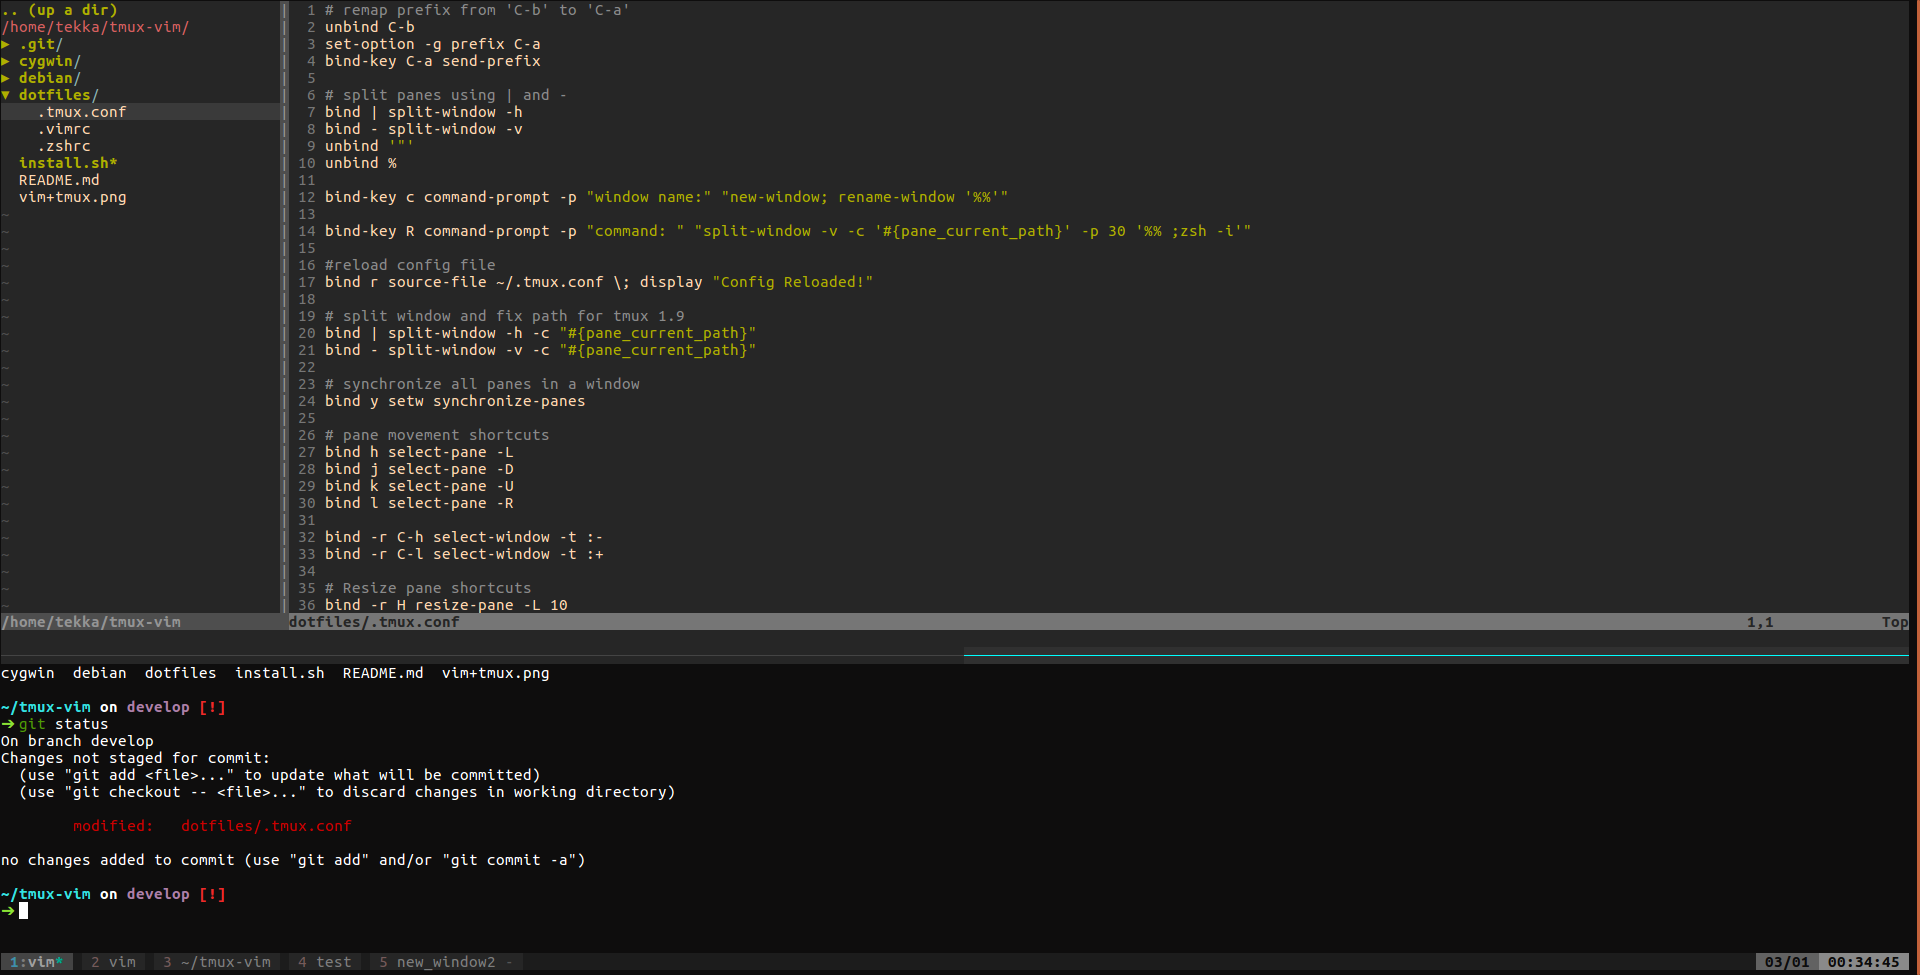 .. (up a dir)
/home/tekka/tmux-vim/
▶ .git/
▶ cygwin/
▶ debian/
▼ dotfiles/
    .tmux.conf
    .vimrc
    .zshrc
  install.sh*
  README.md
  vim+tmux.png
/home/tekka/tmux-vim
1 # remap prefix from 'C-b' to 'C-a'
2 unbind C-b
3 set-option -g prefix C-a
4 bind-key C-a send-prefix
5
6 # split panes using | and -
7 bind | split-window -h
8 bind - split-window -v
9 unbind '"'
10 unbind %
11
12 bind-key c command-prompt -p "window name:" "new-window; rename-window '%%'"
13
14 bind-key R command-prompt -p "command: " "split-window -v -c '#{pane_current_path}' -p 30 '%% ;zsh -i'"
15
16 #reload config file
17 bind r source-file ~/.tmux.conf \; display "Config Reloaded!"
18
19 # split window and fix path for tmux 1.9
20 bind | split-window -h -c "#{pane_current_path}"
21 bind - split-window -v -c "#{pane_current_path}"
22
23 # synchronize all panes in a window
24 bind y setw synchronize-panes
25
26 # pane movement shortcuts
27 bind h select-pane -L
28 bind j select-pane -D
29 bind k select-pane -U
30 bind l select-pane -R
31
32 bind -r C-h select-window -t :-
33 bind -r C-l select-window -t :+
34
35 # Resize pane shortcuts
36 bind -r H resize-pane -L 10
dotfiles/.tmux.conf 1,1 Top
cygwin  debian  dotfiles  install.sh  README.md  vim+tmux.png
~/tmux-vim on develop [!]
➜ git status
On branch develop
Changes not staged for commit:
  (use "git add <file>..." to update what will be committed)
  (use "git checkout -- <file>..." to discard changes in working directory)
        modified:   dotfiles/.tmux.conf
no changes added to commit (use "git add" and/or "git commit -a")
~/tmux-vim on develop [!]
➜
1:vim* 2 vim 3 ~/tmux-vim 4 test 5 new_window2 - 03/01 00:34:45